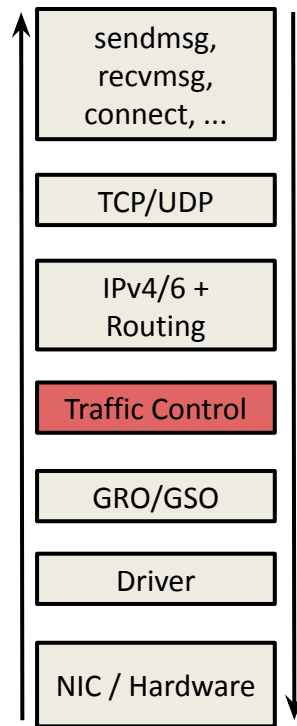 sendmsg,
recvmsg,
connect, ...
TCP/UDP
IPv4/6 +
Routing
Traffic Control
GRO/GSO
Driver
NIC / Hardware